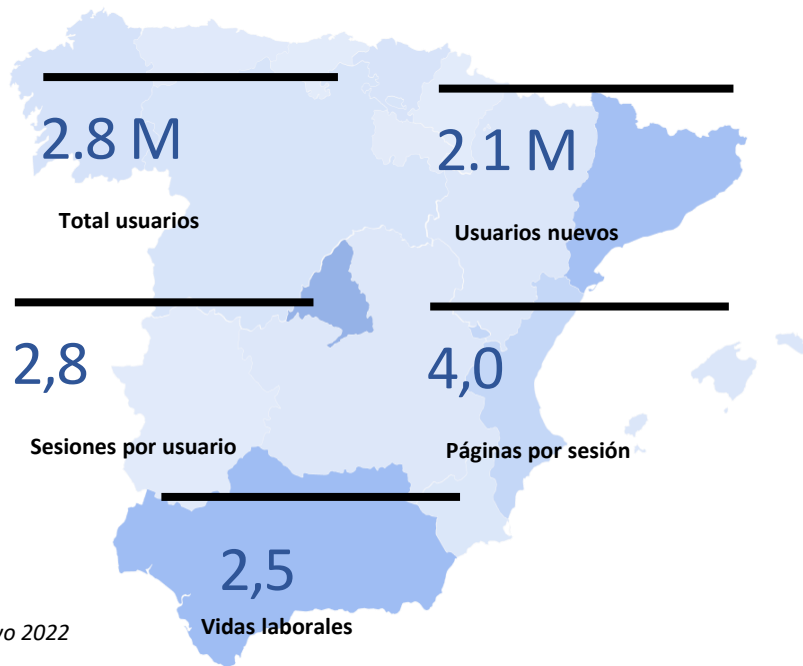 2.8 M
Total usuarios
2.1 M
Usuarios nuevos
2,8
Sesiones por usuario
4,0
Páginas por sesión
2,5
Vidas laborales
2022